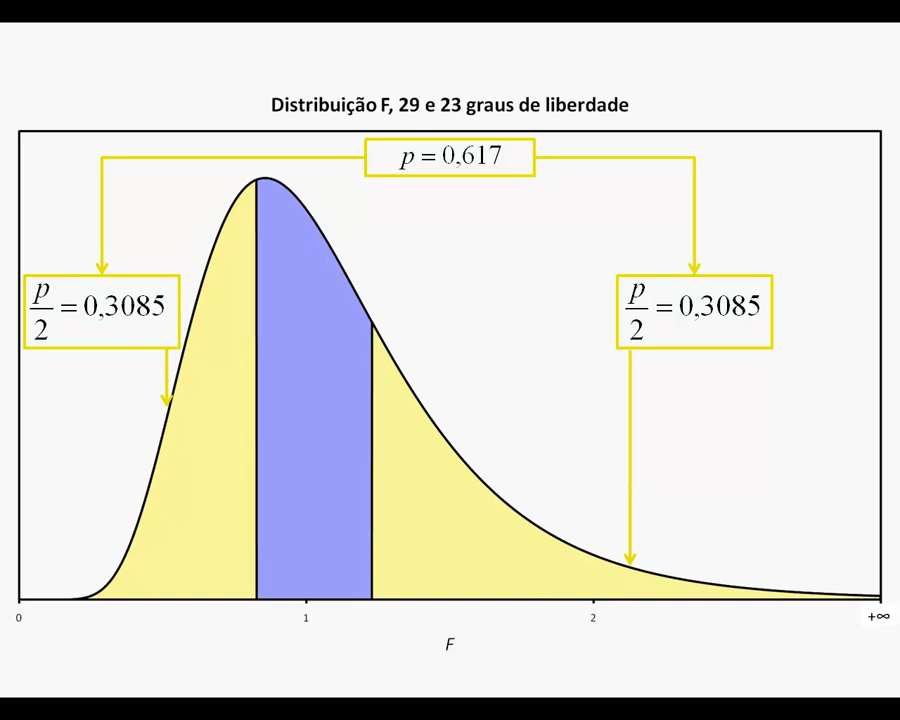 Distribuição F, 29 e 23 graus de liberdade
p = 0,617
p/2 = 0,3085
p/2 = 0,3085
0 1 2 +∞
F